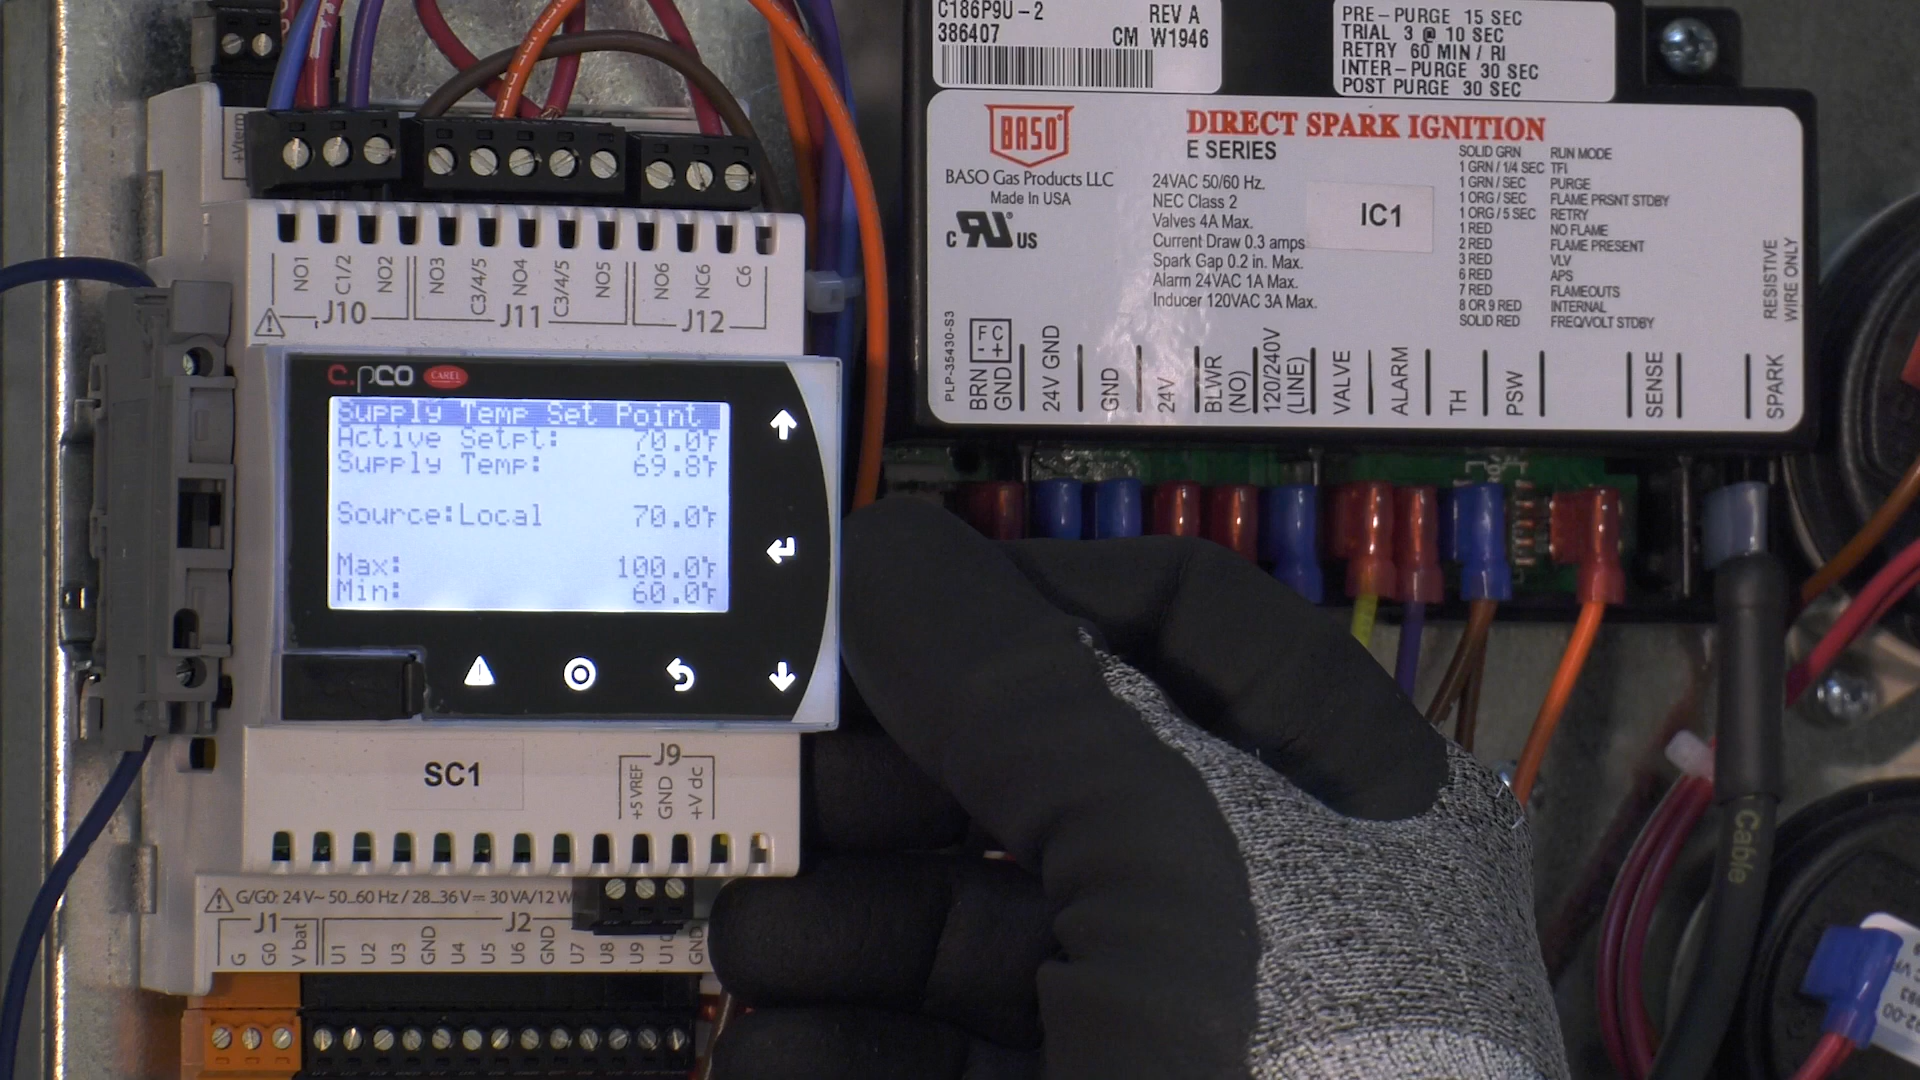 C186P9U-2
REV A
386407
CM W1946
PRE-PURGE 15 SEC
TRIAL 3 @ 10 SEC
RETRY 60 MIN / RI
INTER-PURGE 30 SEC
POST PURGE 30 SEC
BASO
BASO Gas Products LLC
Made In USA
C RU US
DIRECT SPARK IGNITION
E SERIES
24VAC 50/60 Hz.
NEC Class 2
Valves 4A Max.
Current Draw 0.3 amps
Spark Gap 0.2 in. Max.
Alarm 24VAC 1A Max.
Inducer 120VAC 3A Max.
IC1
SOLID GRN RUN MODE
1 GRN / 1/4 SEC TFI
1 GRN / SEC PURGE
1 ORG / SEC FLAME PRSNT STDBY
1 ORG / 5 SEC RETRY
1 RED NO FLAME
2 RED FLAME PRESENT
3 RED VLV
6 RED APS
7 RED FLAMEOUTS
8 OR 9 RED INTERNAL
SOLID RED FREQ/VOLT STDBY
RESISTIVE
WIRE ONLY
PLP-35430-S3
F C
- +
BRN
GND
24V GND
GND
24V
BLWR
(NO)
120/240V
(LINE)
VALVE
ALARM
TH
PSW
SENSE
SPARK
+Vterm
NO1
C1/2
NO2
NO3
C3/4/5
NO4
C3/4/5
NO5
NO6
NC6
C6
J10
J11
J12
c.pCO CAREL
Supply Temp Set Point
Active Setpt: 70.0°F
Supply Temp: 69.8°F
Source:Local 70.0°F
Max: 100.0°F
Min: 60.0°F
SC1
J9
+5 VREF
GND
+V dc
G/G0: 24 V~ 50_60 Hz / 28_36 V= 30 VA/12 W
J1
J2
G
G0
V bat
U1
U2
U3
GND
U4
U5
U6
GND
U7
U8
U9
U10
GND
Cable